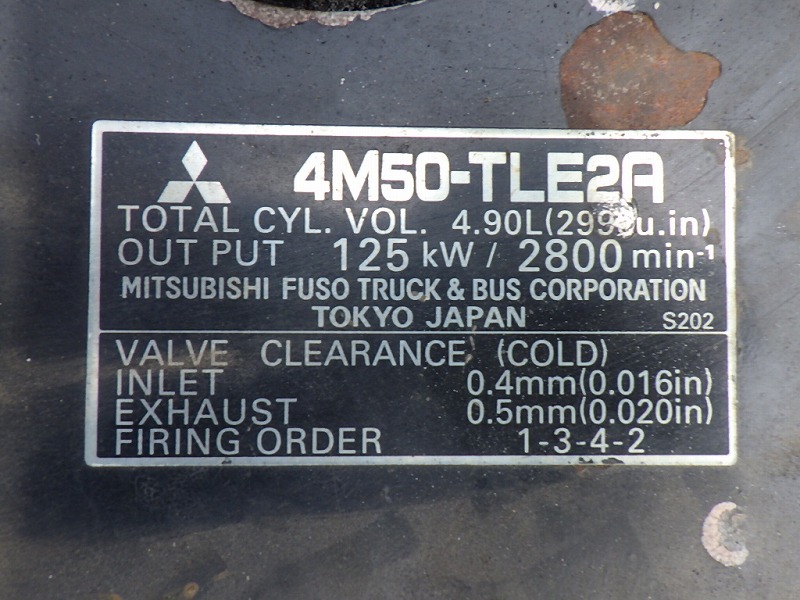 4M50-TLE2A
TOTAL CYL. VOL. 4.90L
OUT PUT 125 kW / 2800 min-1
MITSUBISHI FUSO TRUCK & BUS CORPORATION
TOKYO JAPAN S202
VALVE CLEARANCE (COLD)
INLET 0.4mm(0.016in)
EXHAUST 0.5mm(0.020in)
FIRING ORDER 1-3-4-2